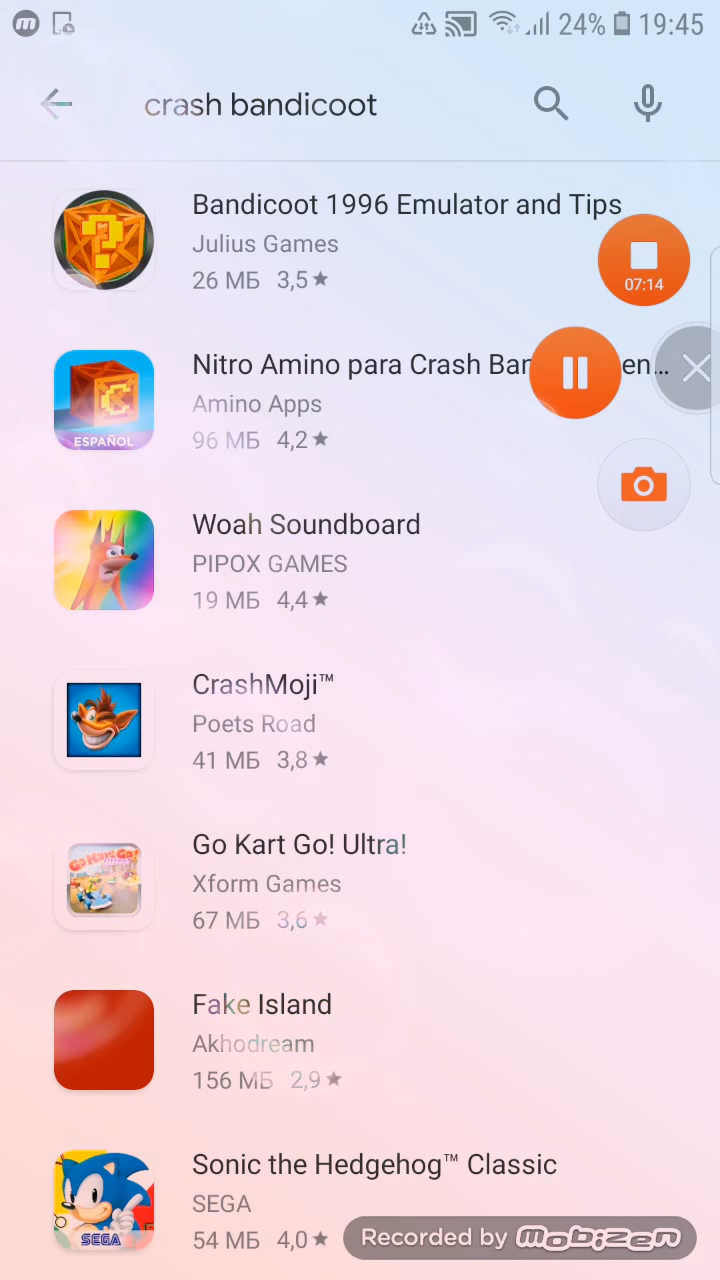 24% 19:45
crash bandicoot
Bandicoot 1996 Emulator and Tips
Julius Games
26 МБ 3,5★
07:14
Nitro Amino para Crash Ban en…
Amino Apps
96 МБ 4,2★
ESPAÑOL
Woah Soundboard
PIPOX GAMES
19 МБ 4,4★
CrashMoji™
Poets Road
41 МБ 3,8★
Go Kart Go! Ultra!
Go Kart Go!
Xform Games
67 МБ 3,6★
Fake Island
Akhodream
156 МБ 2,9★
Sonic the Hedgehog™ Classic
SEGA
SEGA
54 МБ 4,0★
Recorded by mobizen